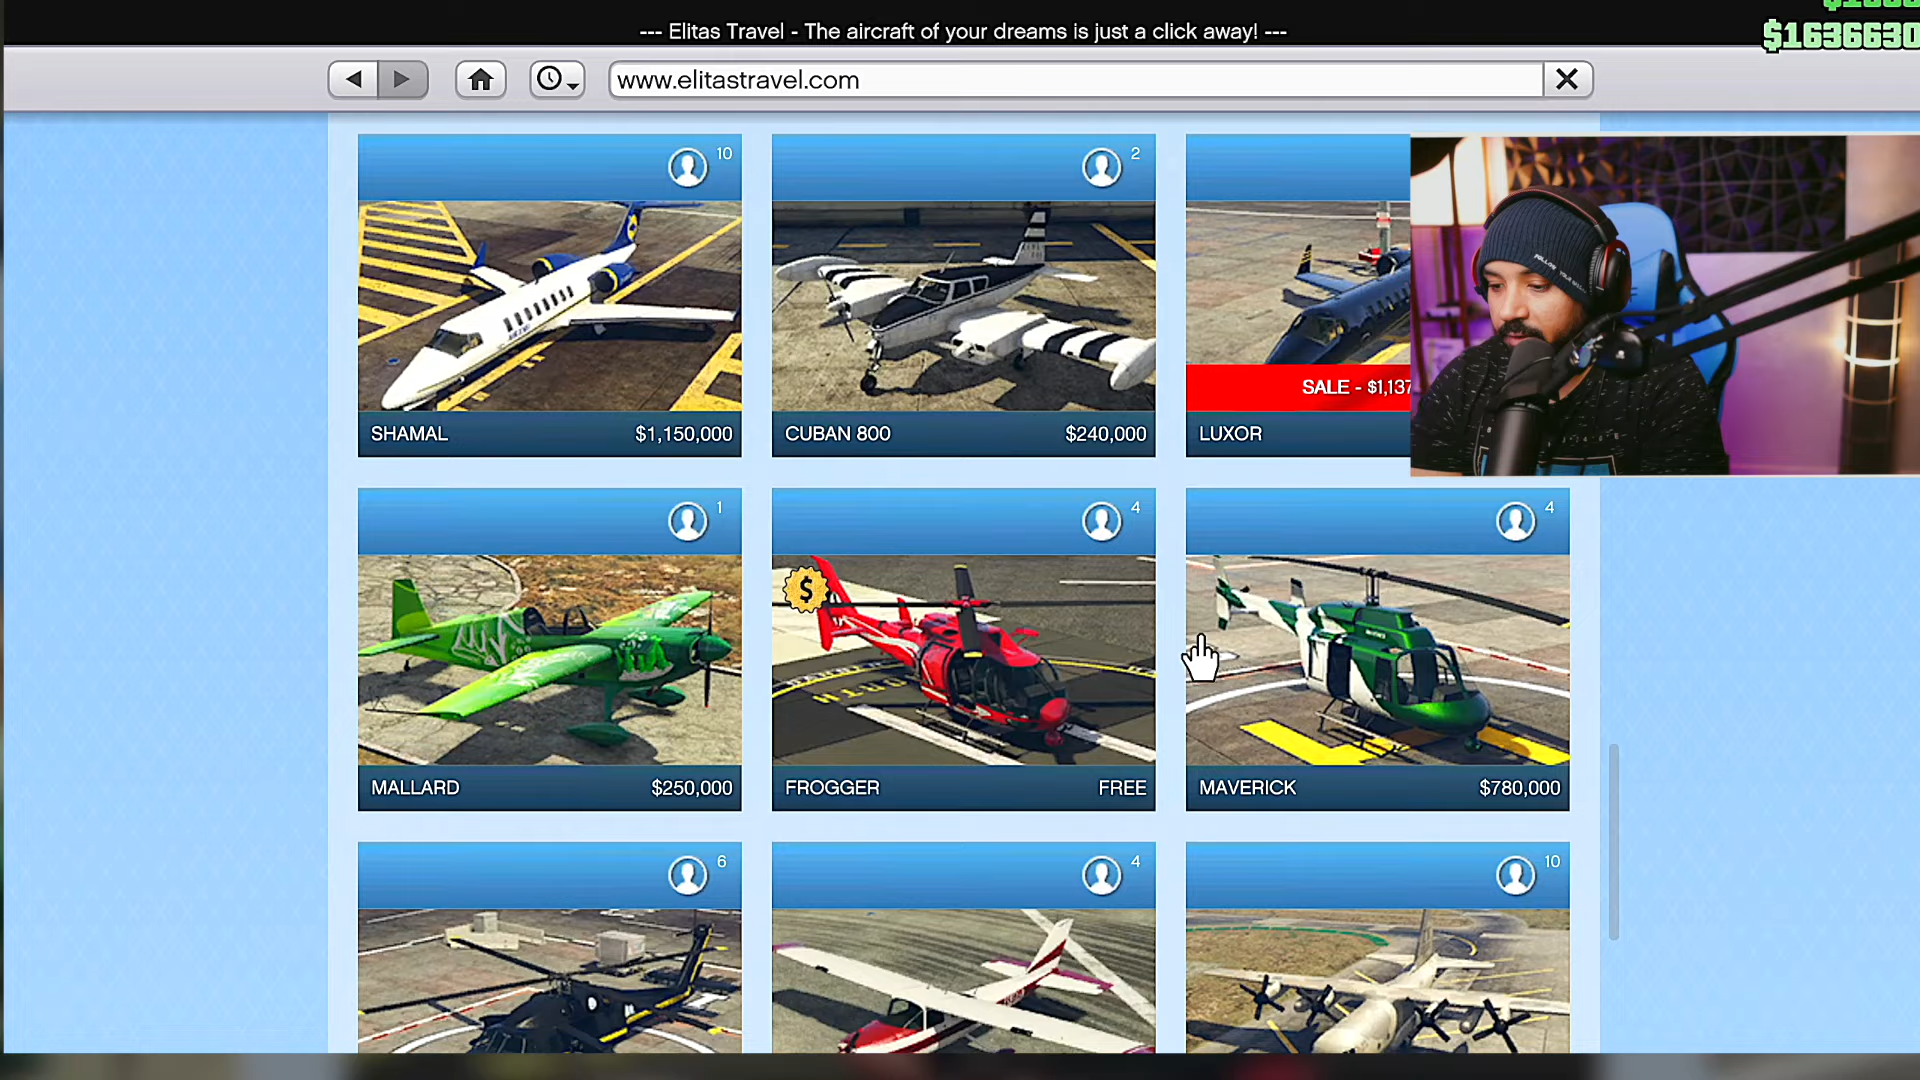 --- Elitas Travel - The aircraft of your dreams is just a click away! ---
$1636630
www.elitastravel.com
10
2
SALE - $1,137
SHAMAL $1,150,000
CUBAN 800 $240,000
LUXOR
1
4
4
$
MALLARD $250,000
FROGGER FREE
MAVERICK $780,000
6
4
10